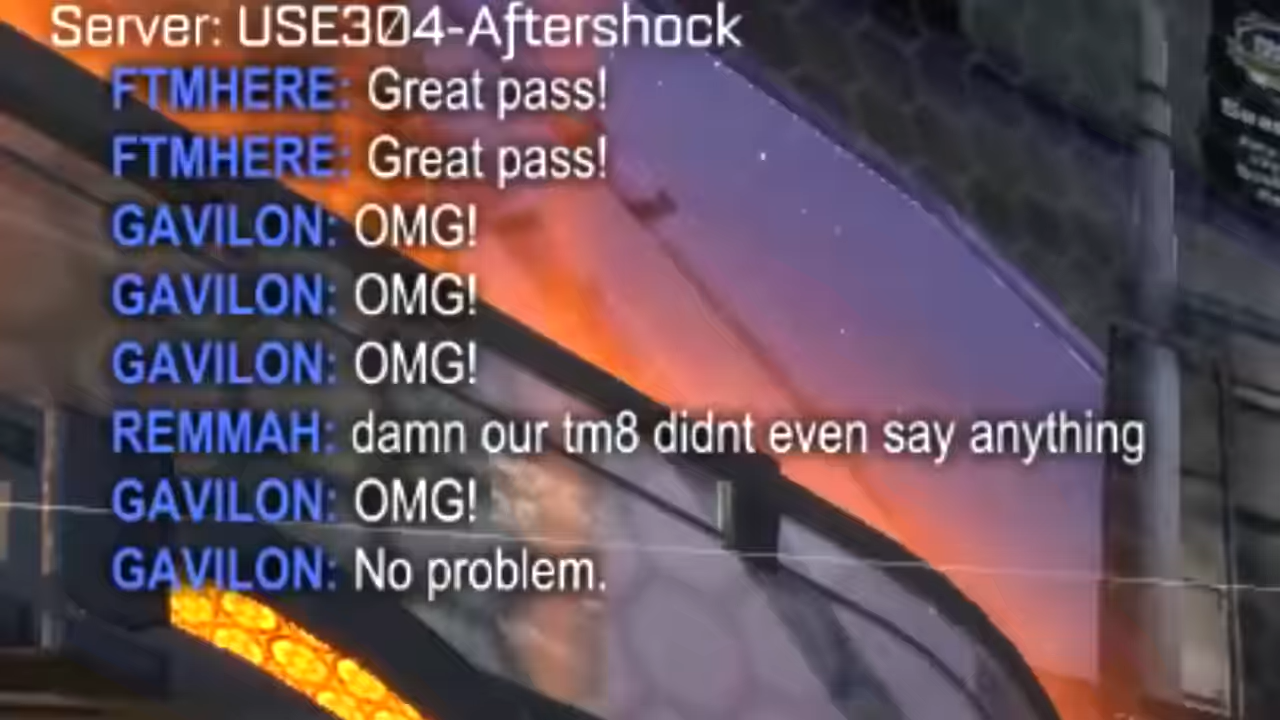 Server: USE304-Aftershock
FTMHERE: Great pass!
FTMHERE: Great pass!
GAVILON: OMG!
GAVILON: OMG!
GAVILON: OMG!
REMMAH: damn our tm8 didnt even say anything
GAVILON: OMG!
GAVILON: No problem.